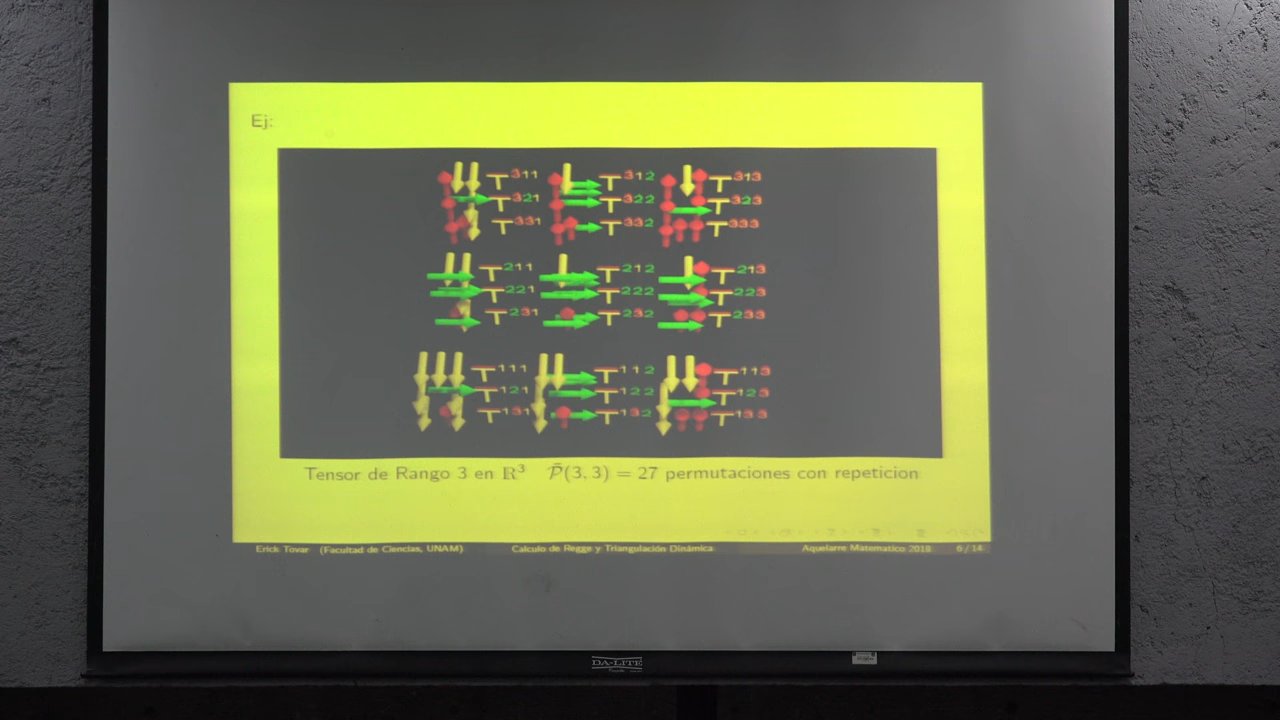 Ej:
T311 T312 T313
T321 T322 T323
T331 T332 T333
T211 T212 T213
T221 T222 T223
T231 T232 T233
T111 T112 T113
T121 T122 T123
T131 T132 T133
Tensor de Rango 3 en ℝ³ P̄(3,3) = 27 permutaciones con repeticion
Erick Tovar (Facultad de Ciencias, UNAM) Calculo de Regge y Triangulación Dinámica Aquelarre Matematico 2018 6 / 14
DA-LITE